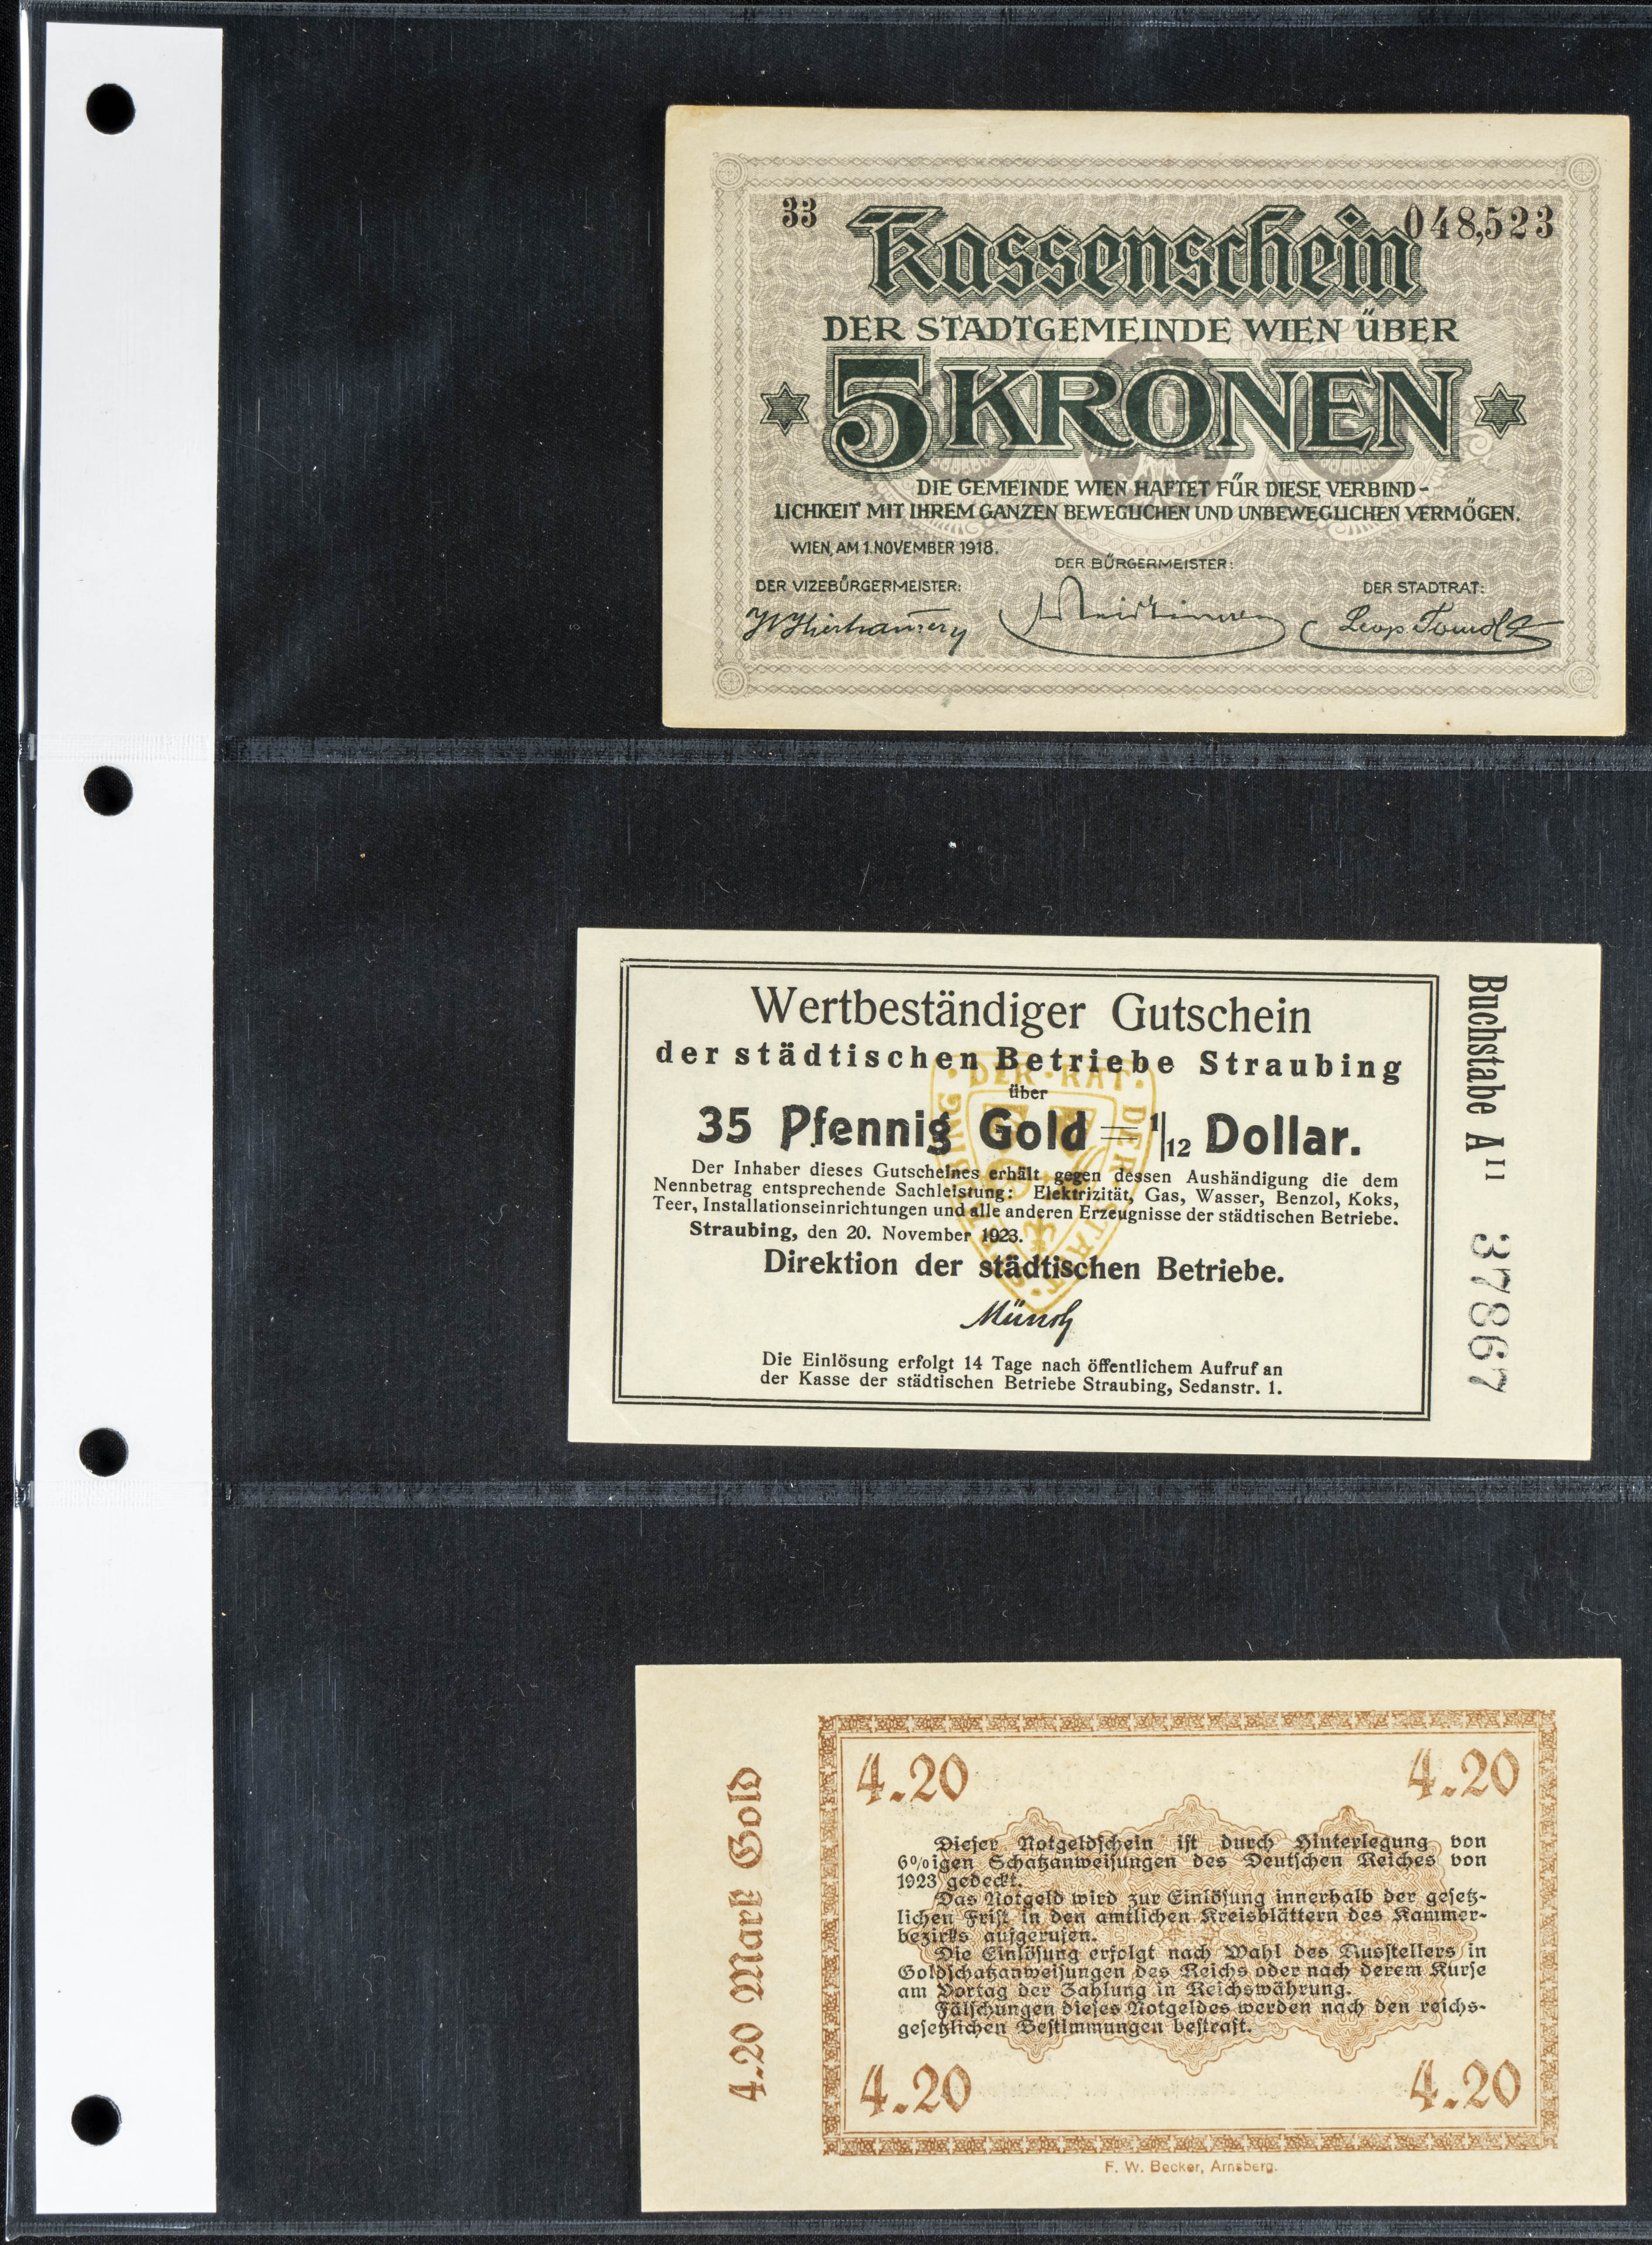 33
048,523
Kassenschein
DER STADTGEMEINDE WIEN ÜBER
5 KRONEN
DIE GEMEINDE WIEN HAFTET FÜR DIESE VERBIND-
LICHKEIT MIT IHREM GANZEN BEWEGLICHEN UND UNBEWEGLICHEN VERMÖGEN.
WIEN, AM 1. NOVEMBER 1918.
DER BÜRGERMEISTER:
DER VIZEBÜRGERMEISTER:
DER STADTRAT:
Wertbeständiger Gutschein
der städtischen Betriebe Straubing
über
35 Pfennig Gold = 1/12 Dollar.
Der Inhaber dieses Gutscheines erhält gegen dessen Aushändigung die dem
Nennbetrag entsprechende Sachleistung: Elektrizität, Gas, Wasser, Benzol, Koks,
Teer, Installationseinrichtungen und alle anderen Erzeugnisse der städtischen Betriebe.
Straubing, den 20. November 1923.
Direktion der städtischen Betriebe.
Münch
Die Einlösung erfolgt 14 Tage nach öffentlichem Aufruf an
der Kasse der städtischen Betriebe Straubing, Sedanstr. 1.
Buchstabe A II 37867
· DER · RAT · DER STADT · STRAUBING
4.20 Mark Gold
4.20 4.20
Dieser Notgeldschein ist durch Hinterlegung von
6%igen Schatzanweisungen des Deutschen Reiches von
1923 gedeckt.
Das Notgeld wird zur Einlösung innerhalb der gesetz-
lichen Frist in den amtlichen Kreisblättern des Kammer-
bezirks aufgerufen.
Die Einlösung erfolgt nach Wahl des Ausstellers in
Goldschatzanweisungen des Reichs oder nach derem Kurse
am Vortag der Zahlung in Reichswährung.
Fälschungen dieses Notgeldes werden nach den reichs-
gesetzlichen Bestimmungen bestraft.
4.20 4.20
F. W. Becker, Arnsberg.